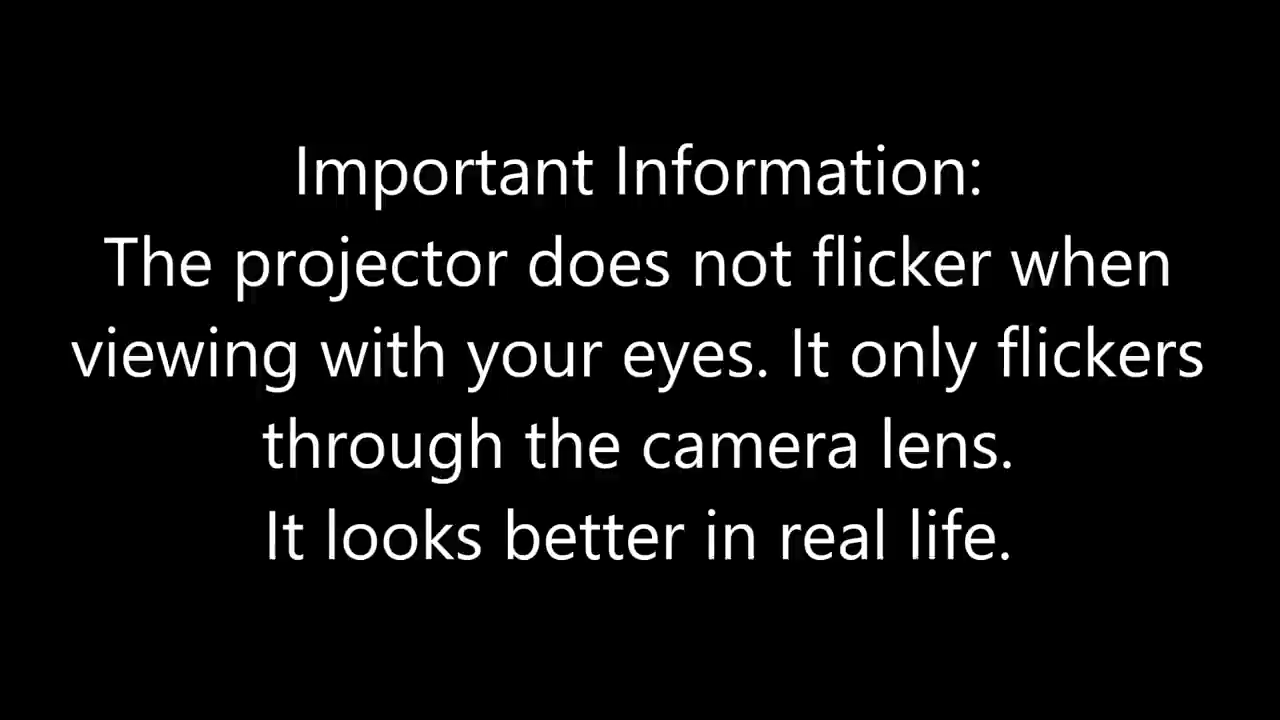 Important Information:
The projector does not flicker when
viewing with your eyes. It only flickers
through the camera lens.
It looks better in real life.